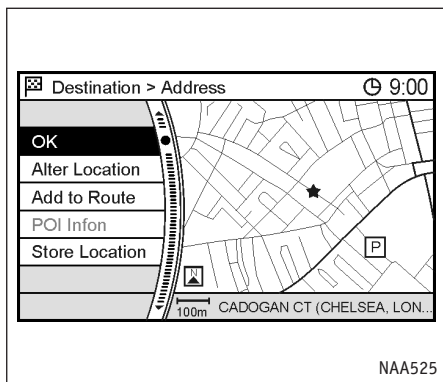 Destination > Address
9:00
OK
Alter Location
Add to Route
POI Infon
Store Location
P
N
100m
CADOGAN CT (CHELSEA, LON...
NAA525